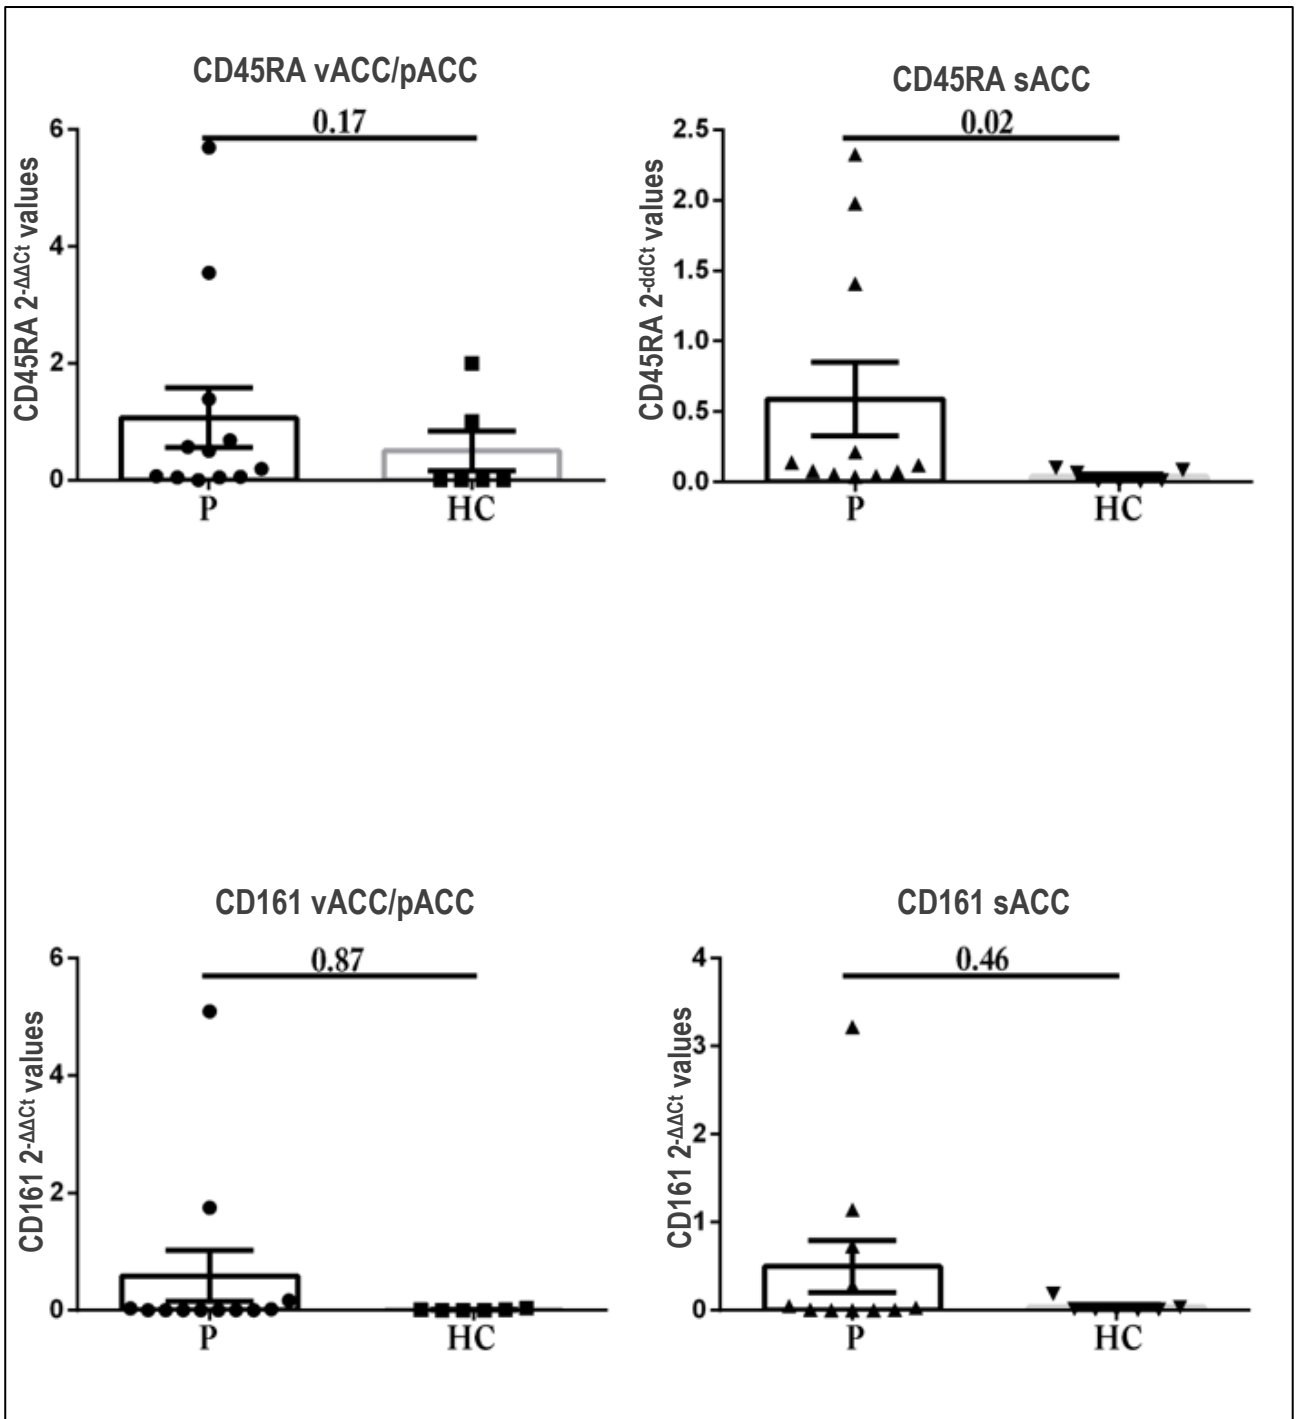 CD45RA vACC/pACC
0.17
CD45RA 2-ΔΔCt values
6
4
2
0
P
HC
CD45RA sACC
0.02
CD45RA 2-ddCt values
2.5
2.0
1.5
1.0
0.5
0.0
P
HC
CD161 vACC/pACC
0.87
CD161 2-ΔΔCt values
6
4
2
0
P
HC
CD161 sACC
0.46
CD161 2-ΔΔCt values
4
3
2
1
0
P
HC